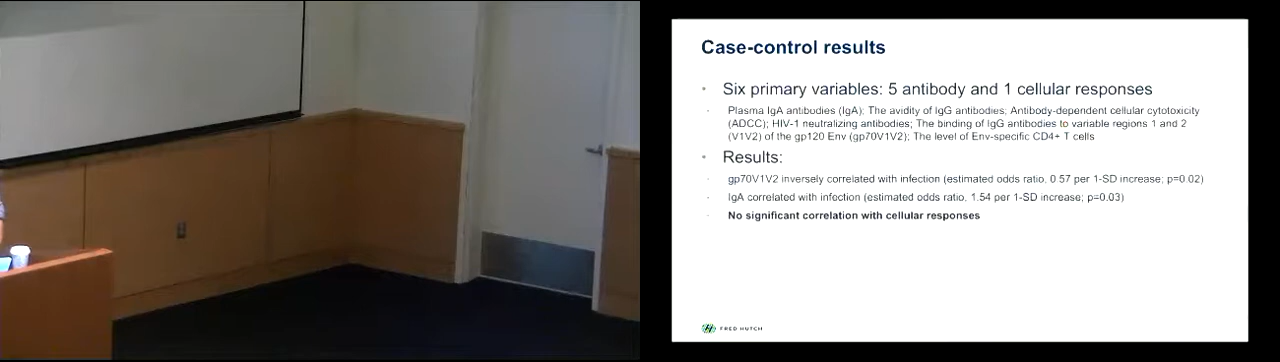 Case-control results
• Six primary variables: 5 antibody and 1 cellular responses
· Plasma IgA antibodies (IgA); The avidity of IgG antibodies; Antibody-dependent cellular cytotoxicity
(ADCC); HIV-1 neutralizing antibodies; The binding of IgG antibodies to variable regions 1 and 2
(V1V2) of the gp120 Env (gp70V1V2); The level of Env-specific CD4+ T cells
• Results:
· gp70V1V2 inversely correlated with infection (estimated odds ratio, 0.57 per 1-SD increase; p=0.02)
· IgA correlated with infection (estimated odds ratio, 1.54 per 1-SD increase; p=0.03)
· No significant correlation with cellular responses
FRED HUTCH